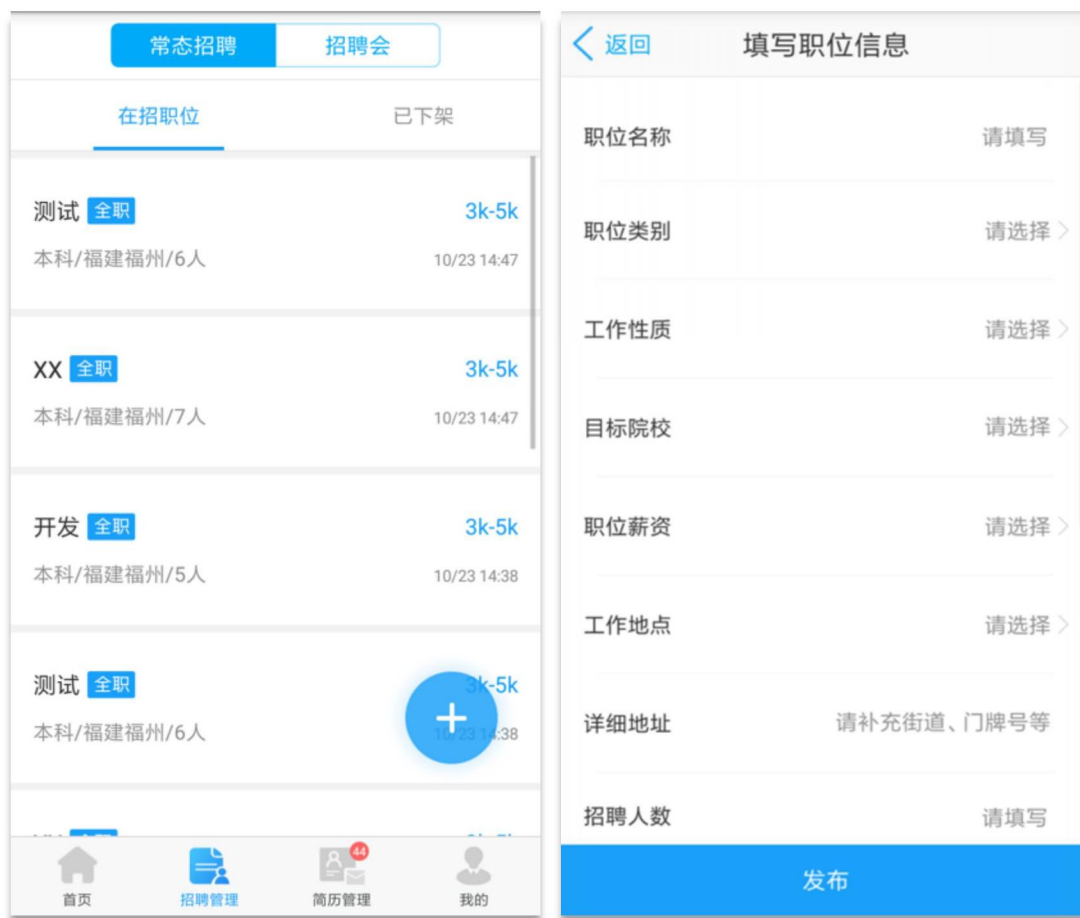 常态招聘 招聘会
在招职位 已下架
测试 全职 3k-5k
本科/福建福州/6人 10/23 14:47
XX 全职 3k-5k
本科/福建福州/7人 10/23 14:47
开发 全职 3k-5k
本科/福建福州/5人 10/23 14:38
测试 全职 3k-5k
本科/福建福州/6人 10/23 14:38
首页 招聘管理 44 简历管理 我的
返回 填写职位信息
职位名称 请填写
职位类别 请选择
工作性质 请选择
目标院校 请选择
职位薪资 请选择
工作地点 请选择
详细地址 请补充街道、门牌号等
招聘人数 请填写
发布